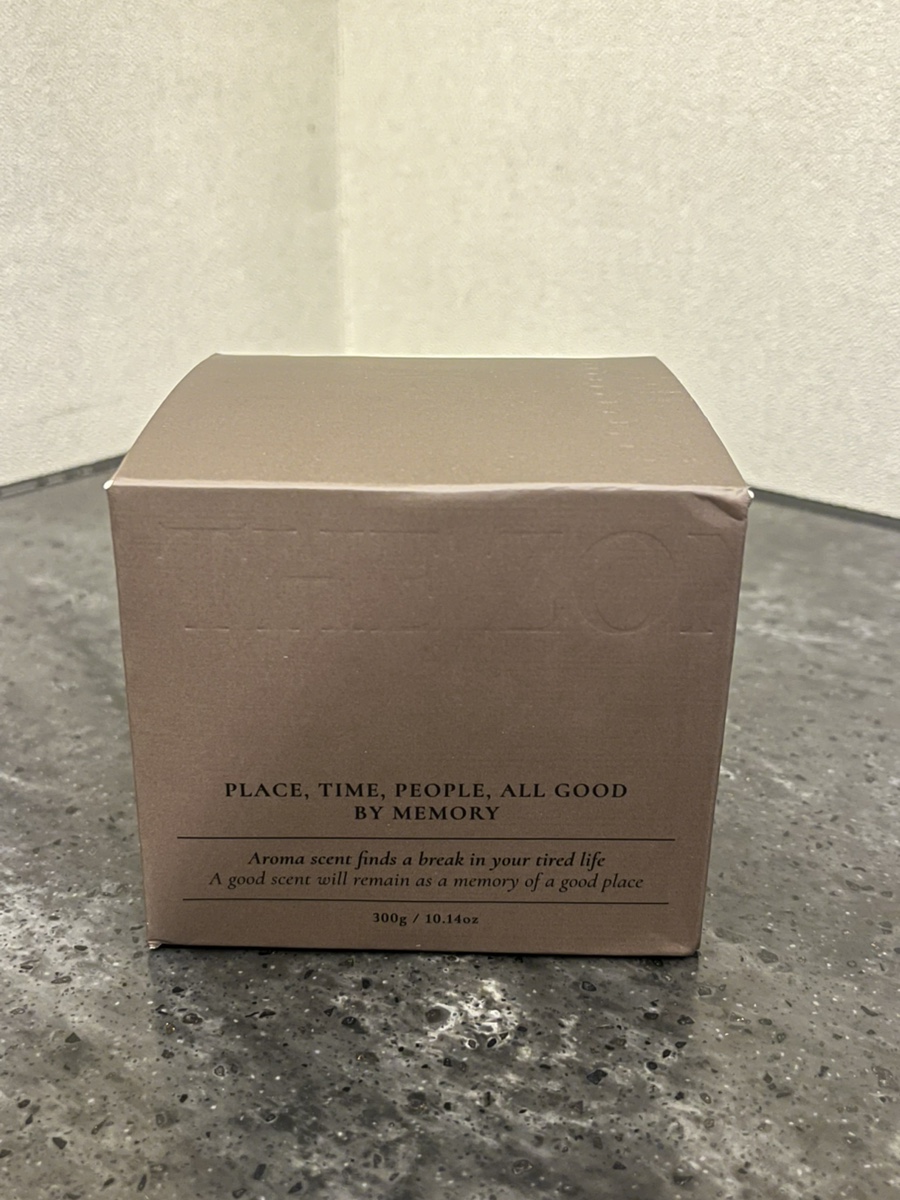 THE
PLACE, TIME, PEOPLE, ALL GOOD
BY MEMORY
Aroma scent finds a break in your tired life
A good scent will remain as a memory of a good place
300g / 10.14oz